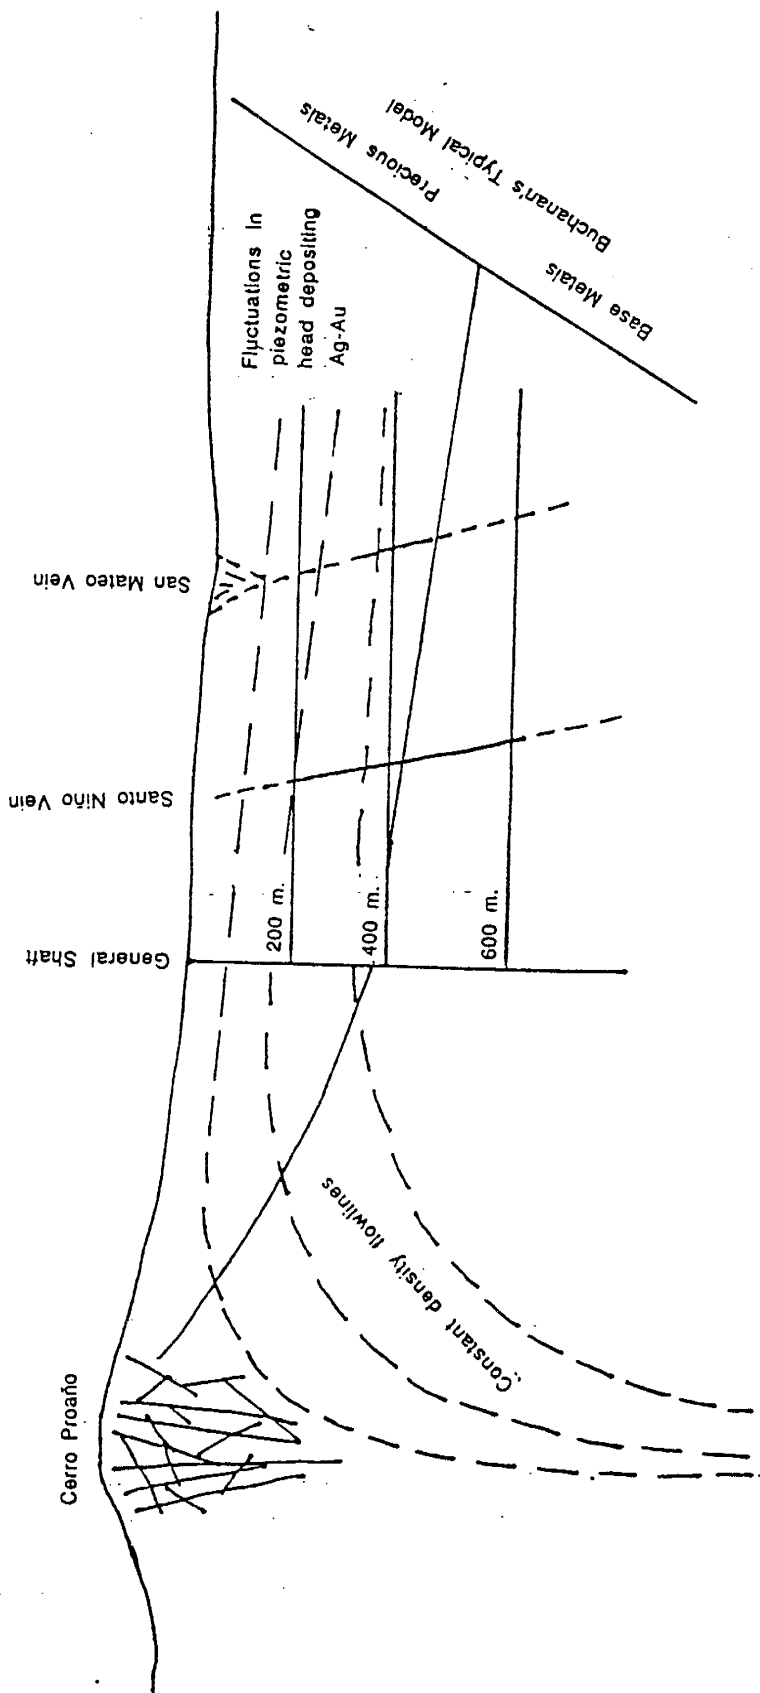 Cerro Proaño
General Shaft
Santo Niño Vein
San Mateo Vein
Fluctuations In
piezometric
head depositing
Ag-Au
Precious Metals
Base Metals
Buchanan's Typical Model
200 m.
400 m.
600 m.
Constant density flowlines